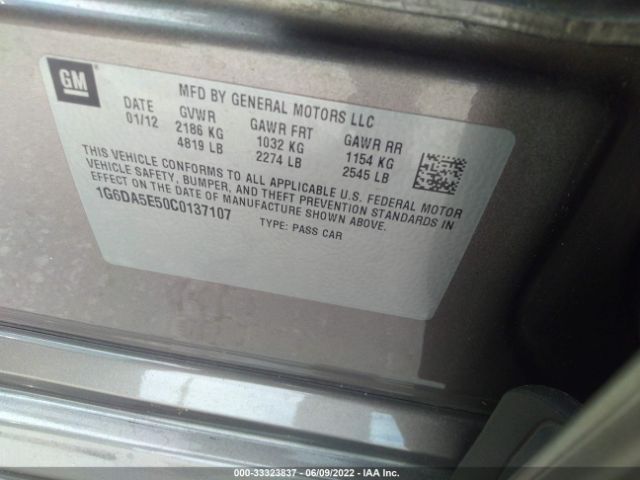 GM
MFD BY GENERAL MOTORS LLC
DATE GVWR GAWR FRT GAWR RR
01/12 2186 KG 1032 KG 1154 KG
4819 LB 2274 LB 2545 LB
THIS VEHICLE CONFORMS TO ALL APPLICABLE U.S. FEDERAL MOTOR
VEHICLE SAFETY, BUMPER, AND THEFT PREVENTION STANDARDS IN
EFFECT ON THE DATE OF MANUFACTURE SHOWN ABOVE.
1G6DA5E50C0137107 TYPE: PASS CAR
000-33323837 - 06/09/2022 - IAA Inc.